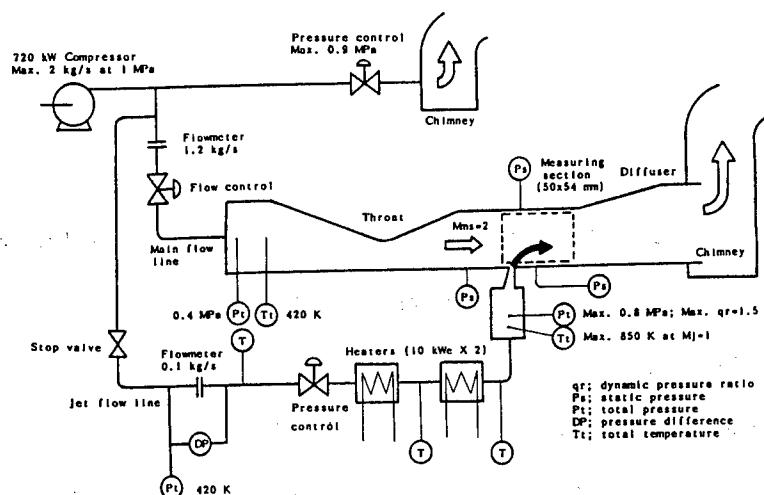 720 kW Compressor
Max. 2 kg/s at 1 MPa
Pressure control
Max. 0.9 MPa
Chimney
Flowmeter
1.2 kg/s
Flow control
Main flow
line
Throat
Mms=2
Ps
Measuring
section
(50x54 mm)
Diffuser
Chimney
Ps
Ps
0.4 MPa
Pt
Tt
420 K
Pt
Max. 0.8 MPa; Max. qr=1.5
Tt
Max. 850 K at Mj=1
Stop valve
Flowmeter
0.1 kg/s
T
Heaters (10 kWe X 2)
Jet flow line
Pressure
control
DP
T
T
Pt
420 K
qr; dynamic pressure ratio
Ps; static pressure
Pt; total pressure
DP; pressure difference
Tt; total temperature